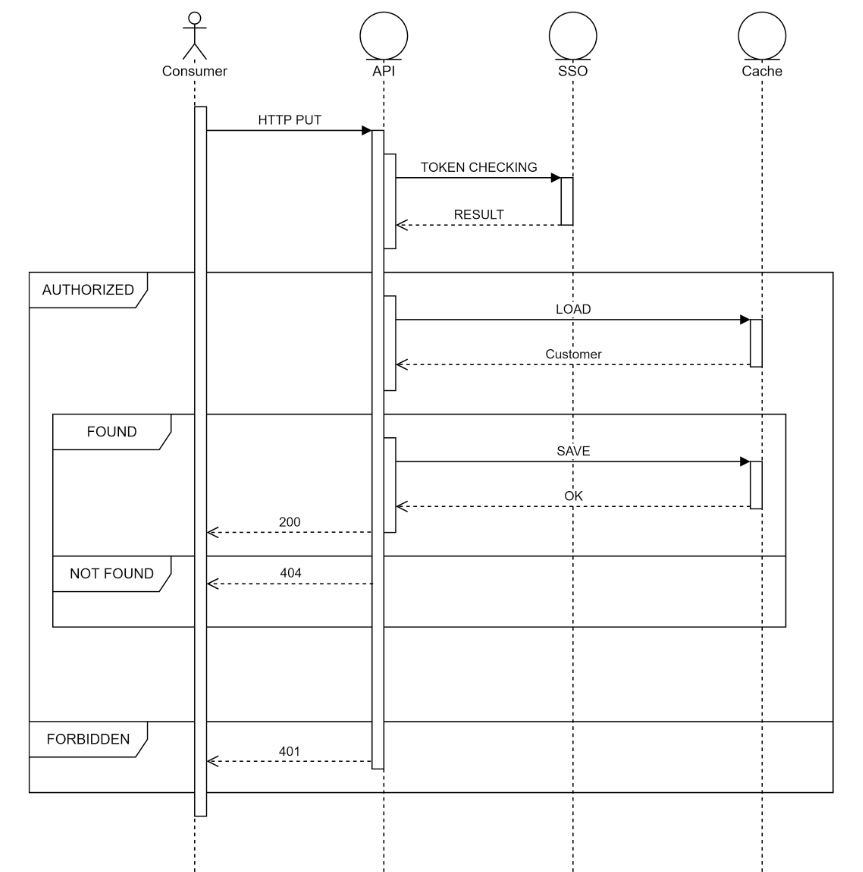 Consumer
API
SSO
Cache
HTTP PUT
TOKEN CHECKING
RESULT
AUTHORIZED
LOAD
Customer
FOUND
SAVE
OK
200
NOT FOUND
404
FORBIDDEN
401